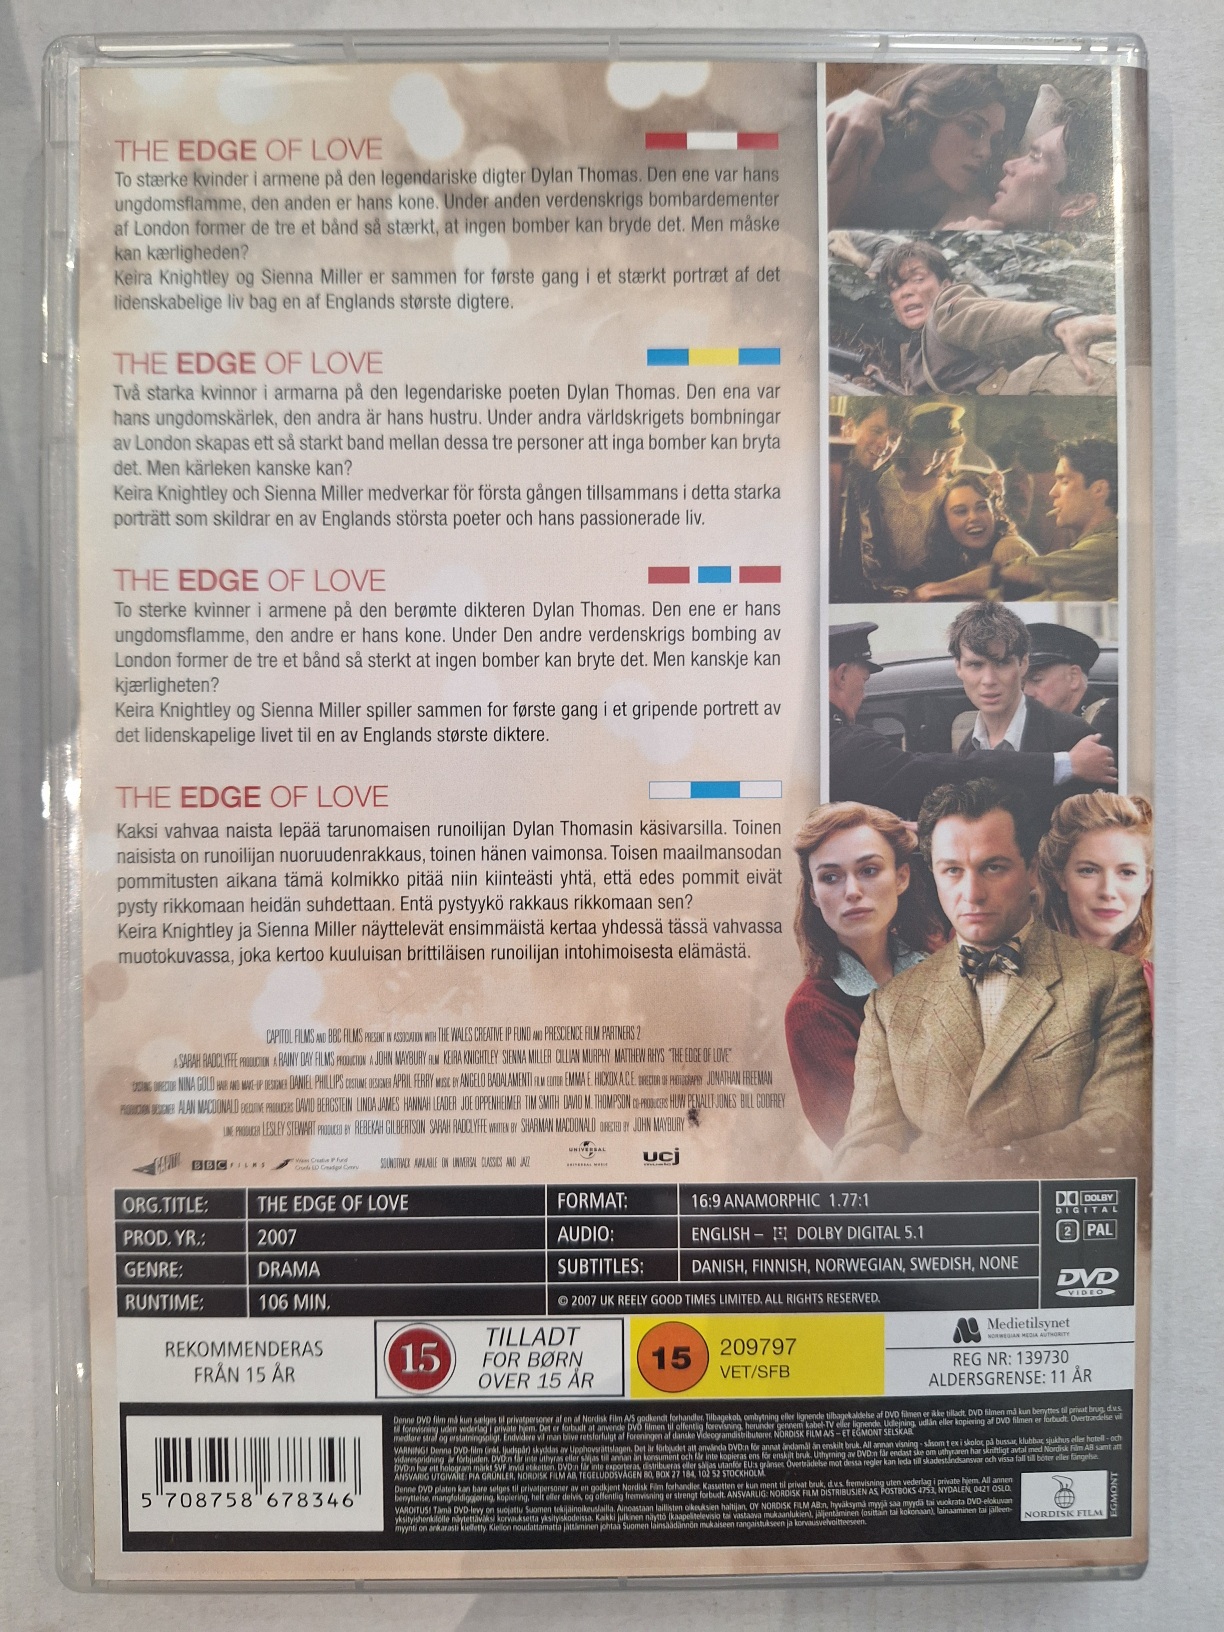 THE EDGE OF LOVE
To stærke kvinder i armene på den legendariske digter Dylan Thomas. Den ene var hans
ungdomsflamme, den anden er hans kone. Under anden verdenskrigs bombardementer
af London former de tre et bånd så stærkt, at ingen bomber kan bryde det. Men måske
kan kærligheden?
Keira Knightley og Sienna Miller er sammen for første gang i et stærkt portræt af det
lidenskabelige liv bag en af Englands største digtere.
THE EDGE OF LOVE
Två starka kvinnor i armarna på den legendariske poeten Dylan Thomas. Den ena var
hans ungdomskärlek, den andra är hans hustru. Under andra världskrigets bombningar
av London skapas ett så starkt band mellan dessa tre personer att inga bomber kan bryta
det. Men kärleken kanske kan?
Keira Knightley och Sienna Miller medverkar för första gången tillsammans i detta starka
porträtt som skildrar en av Englands största poeter och hans passionerade liv.
THE EDGE OF LOVE
To sterke kvinner i armene på den berømte dikteren Dylan Thomas. Den ene er hans
ungdomsflamme, den andre er hans kone. Under Den andre verdenskrigs bombing av
London former de tre et bånd så sterkt at ingen bomber kan bryte det. Men kanskje kan
kjærligheten?
Keira Knightley og Sienna Miller spiller sammen for første gang i et gripende portrett av
det lidenskapelige livet til en av Englands største diktere.
THE EDGE OF LOVE
Kaksi vahvaa naista lepää tarunomaisen runoilijan Dylan Thomasin käsivarsilla. Toinen
naisista on runoilijan nuoruudenrakkaus, toinen hänen vaimonsa. Toisen maailmansodan
pommitusten aikana tämä kolmikko pitää niin kiinteästi yhtä, että edes pommit eivät
pysty rikkomaan heidän suhdettaan. Entä pystyykö rakkaus rikkomaan sen?
Keira Knightley ja Sienna Miller näyttelevät ensimmäistä kertaa yhdessä tässä vahvassa
muotokuvassa, joka kertoo kuuluisan brittiläisen runoilijan intohimoisesta elämästä.
CAPITOL FILMS AND BBC FILMS PRESENT IN ASSOCIATION WITH THE WALES CREATIVE IP FUND AND PRESCIENCE FILM PARTNERS 2
A SARAH RADCLYFFE PRODUCTION A RAINY DAY FILMS PRODUCTION A JOHN MAYBURY FILM KEIRA KNIGHTLEY SIENNA MILLER CILLIAN MURPHY MATTHEW RHYS "THE EDGE OF LOVE"
CASTING DIRECTOR NINA GOLD HAIR AND MAKE-UP DESIGNER DANIEL PHILLIPS COSTUME DESIGNER APRIL FERRY MUSIC BY ANGELO BADALAMENTI FILM EDITOR EMMA E. HICKOX A.C.E. DIRECTOR OF PHOTOGRAPHY JONATHAN FREEMAN
PRODUCTION DESIGNER ALAN MACDONALD EXECUTIVE PRODUCERS DAVID BERGSTEIN LINDA JAMES HANNAH LEADER JOE OPPENHEIMER TIM SMITH DAVID M. THOMPSON CO-PRODUCERS HUW PENALLT JONES BILL GODFREY
LINE PRODUCER LESLEY STEWART PRODUCED BY REBEKAH GILBERTSON SARAH RADCLYFFE WRITTEN BY SHARMAN MACDONALD DIRECTED BY JOHN MAYBURY
BBC FILMS Wales Creative IP Fund SOUNDTRACK AVAILABLE ON UNIVERSAL CLASSICS AND JAZZ UNIVERSAL UNIVERSAL MUSIC ucj
ORG.TITLE: THE EDGE OF LOVE FORMAT: 16:9 ANAMORPHIC 1.77:1
PROD. YR.: 2007 AUDIO: ENGLISH – DOLBY DIGITAL 5.1
GENRE: DRAMA SUBTITLES: DANISH, FINNISH, NORWEGIAN, SWEDISH, NONE
RUNTIME: 106 MIN. © 2007 UK REELY GOOD TIMES LIMITED. ALL RIGHTS RESERVED.
DOLBY
DIGITAL
2 PAL
DVD
VIDEO
REKOMMENDERAS
FRÅN 15 ÅR
15
TILLADT
FOR BØRN
OVER 15 ÅR
15
209797
VET/SFB
Medietilsynet
NORWEGIAN MEDIA AUTHORITY
REG NR: 139730
ALDERSGRENSE: 11 ÅR
5 708758 678346
NORDISK FILM
EGMONT